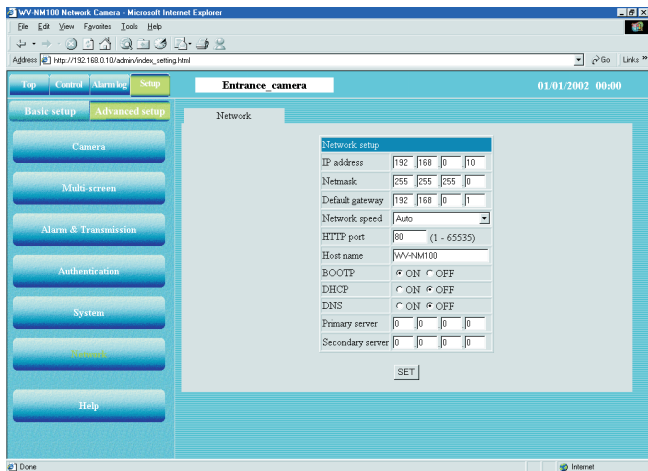 WV-NM100 Network Camera - Microsoft Internet Explorer
File Edit View Favorites Tools Help
Address http://192.168.0.10/admin/index_setting.html Go Links »
Top Control Alarm log Setup Entrance_camera 01/01/2002 00:00
Basic setup Advanced setup
Network
Camera
Multi-screen
Alarm & Transmission
Authentication
System
Network
Help
Network setup
IP address 192 .168 .0 .10
Netmask 255 .255 .255 .0
Default gateway 192 .168 .0 .1
Network speed Auto
HTTP port 80 (1 - 65535)
Host name WV-NM100
BOOTP ON OFF
DHCP ON OFF
DNS ON OFF
Primary server 0 .0 .0 .0
Secondary server 0 .0 .0 .0
SET
Done Internet